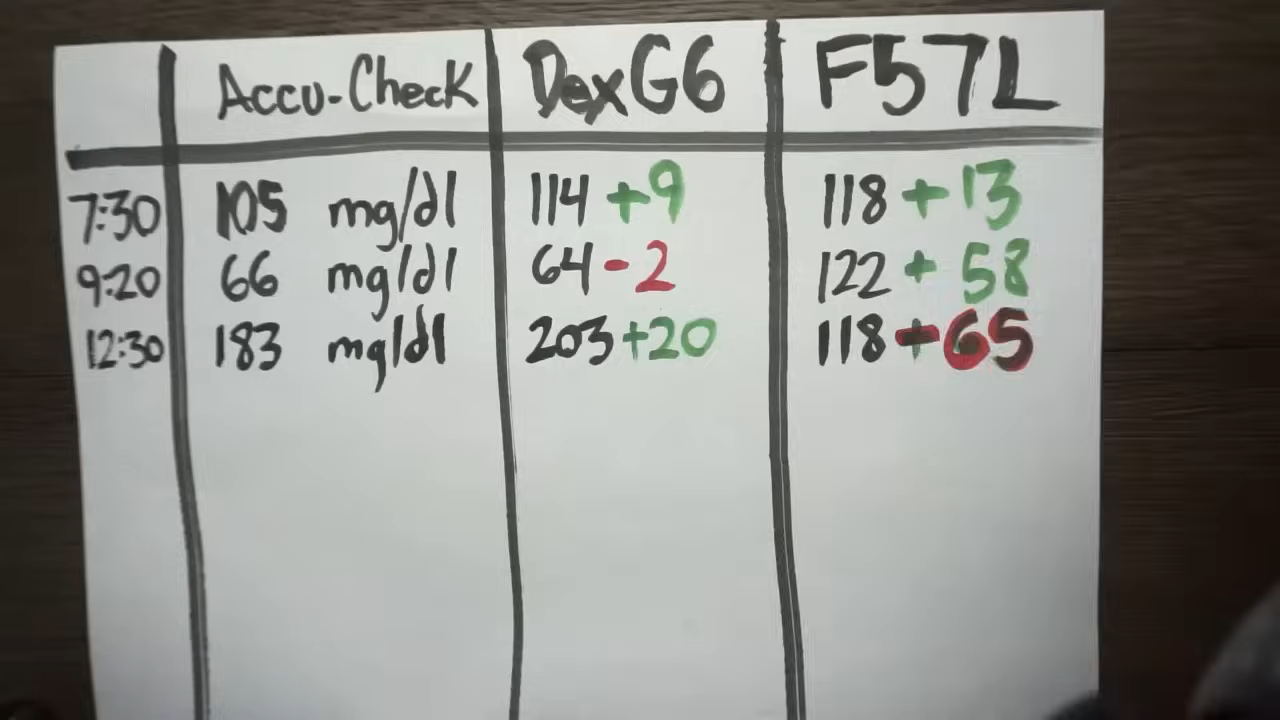 Accu-Check DexG6 F57L
7:30 105 mg/dl 114 +9 118 +13
9:20 66 mg/dl 64 -2 122 + 58
12:30 183 mg/dl 203 +20 118 -65